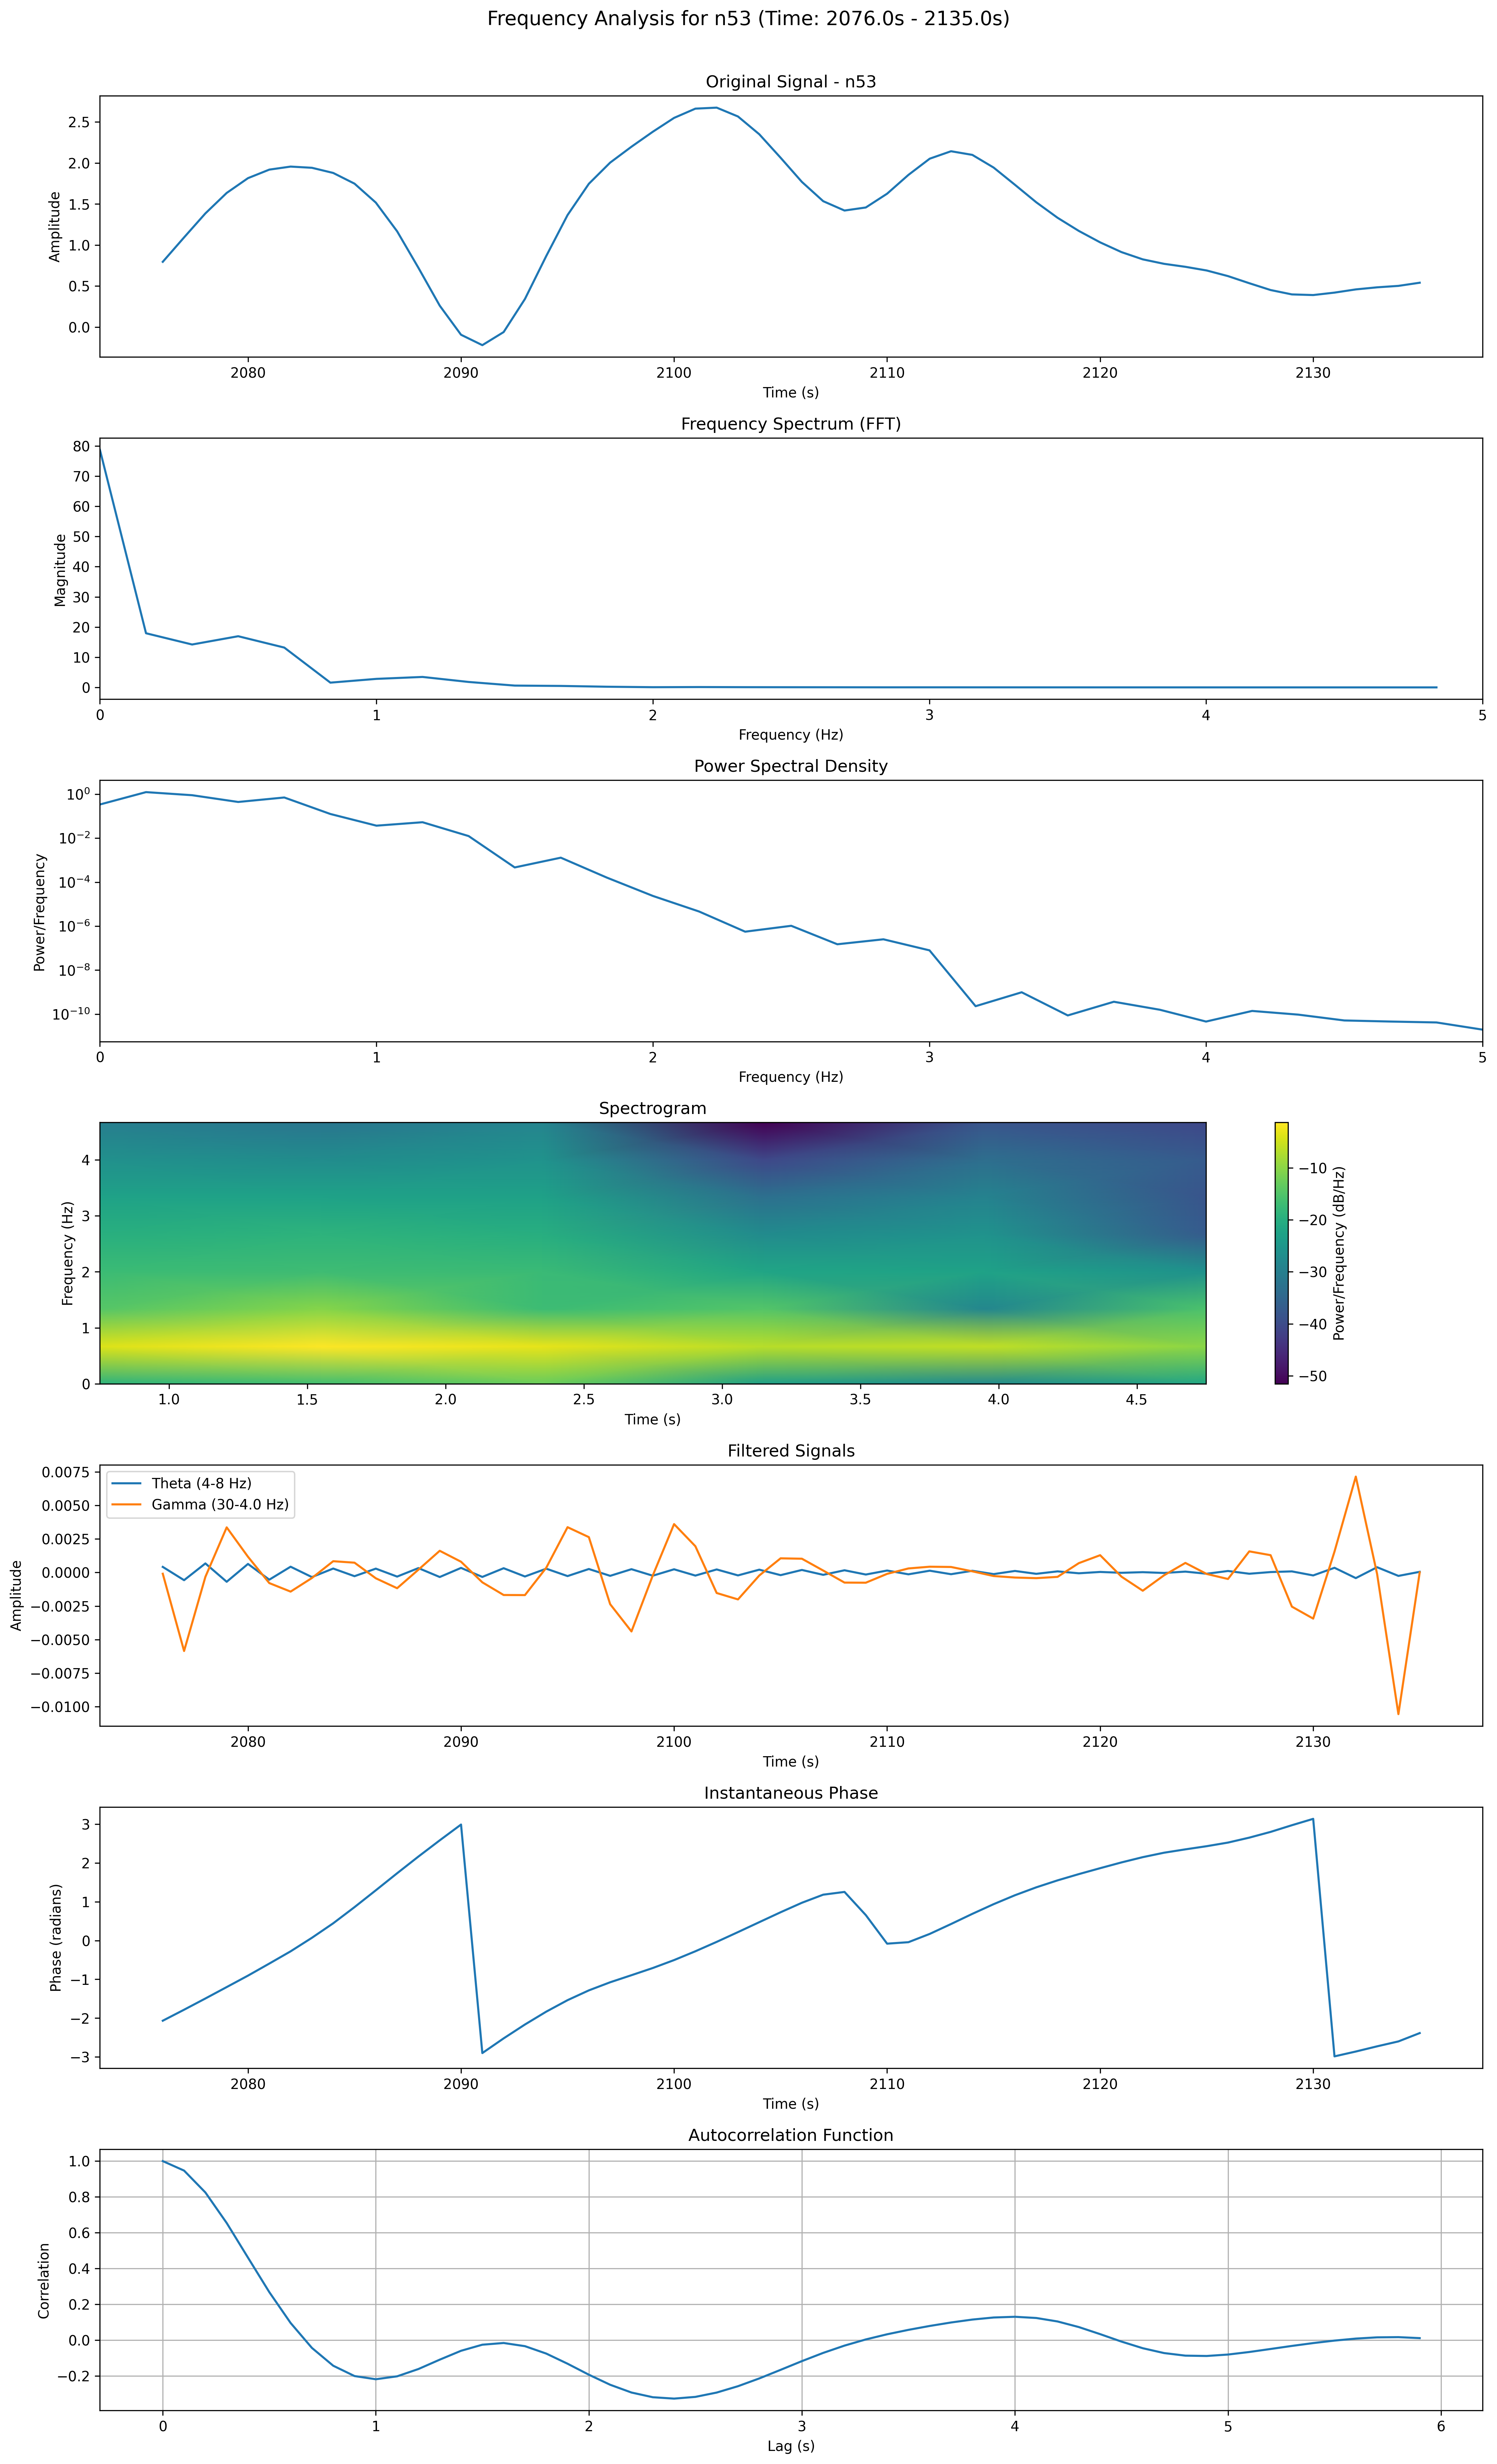 Frequency Analysis for n53 (Time: 2076.0s - 2135.0s)
Original Signal - n53
Amplitude
2.5
2.0
1.5
1.0
0.5
0.0
2080 2090 2100 2110 2120 2130
Time (s)
Frequency Spectrum (FFT)
Magnitude
80
70
60
50
40
30
20
10
0
0 1 2 3 4 5
Frequency (Hz)
Power Spectral Density
Power/Frequency
10⁰
10⁻²
10⁻⁴
10⁻⁶
10⁻⁸
10⁻¹⁰
0 1 2 3 4 5
Frequency (Hz)
Spectrogram
Frequency (Hz)
4
3
2
1
0
1.0 1.5 2.0 2.5 3.0 3.5 4.0 4.5
Time (s)
−10
−20
−30
−40
−50
Power/Frequency (dB/Hz)
Filtered Signals
Theta (4-8 Hz)
Gamma (30-4.0 Hz)
Amplitude
0.0075
0.0050
0.0025
0.0000
−0.0025
−0.0050
−0.0075
−0.0100
2080 2090 2100 2110 2120 2130
Time (s)
Instantaneous Phase
Phase (radians)
3
2
1
0
−1
−2
−3
2080 2090 2100 2110 2120 2130
Time (s)
Autocorrelation Function
Correlation
1.0
0.8
0.6
0.4
0.2
0.0
−0.2
0 1 2 3 4 5 6
Lag (s)